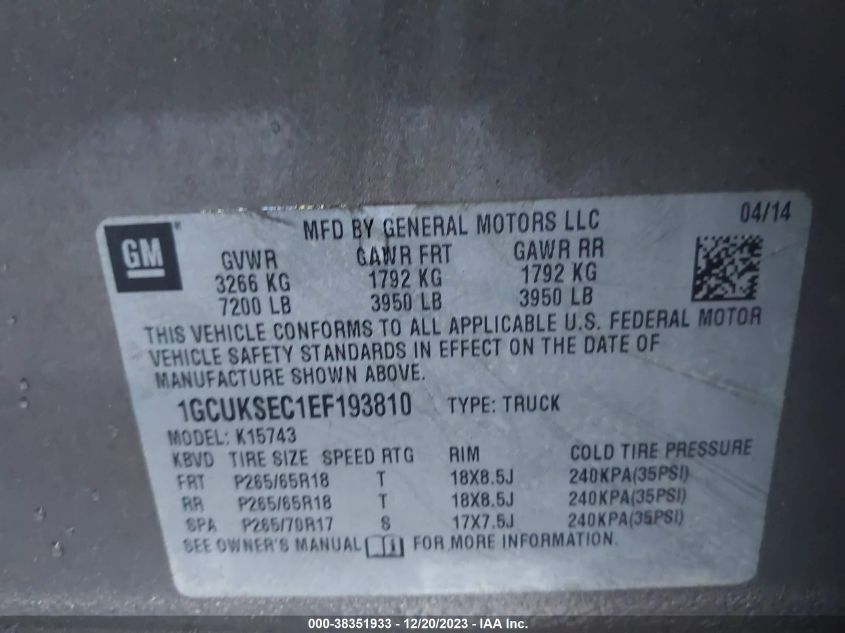 GM
MFD BY GENERAL MOTORS LLC 04/14
GVWR GAWR FRT GAWR RR
3266 KG 1792 KG 1792 KG
7200 LB 3950 LB 3950 LB
THIS VEHICLE CONFORMS TO ALL APPLICABLE U.S. FEDERAL MOTOR
VEHICLE SAFETY STANDARDS IN EFFECT ON THE DATE OF
MANUFACTURE SHOWN ABOVE.
1GCUKSEC1EF193810 TYPE: TRUCK
MODEL: K15743
KBVD TIRE SIZE SPEED RTG RIM COLD TIRE PRESSURE
FRT P265/65R18 T 18X8.5J 240KPA(35PSI)
RR P265/65R18 T 18X8.5J 240KPA(35PSI)
SPA P265/70R17 S 17X7.5J 240KPA(35PSI)
SEE OWNER'S MANUAL FOR MORE INFORMATION.
000-38351933 - 12/20/2023 - IAA Inc.